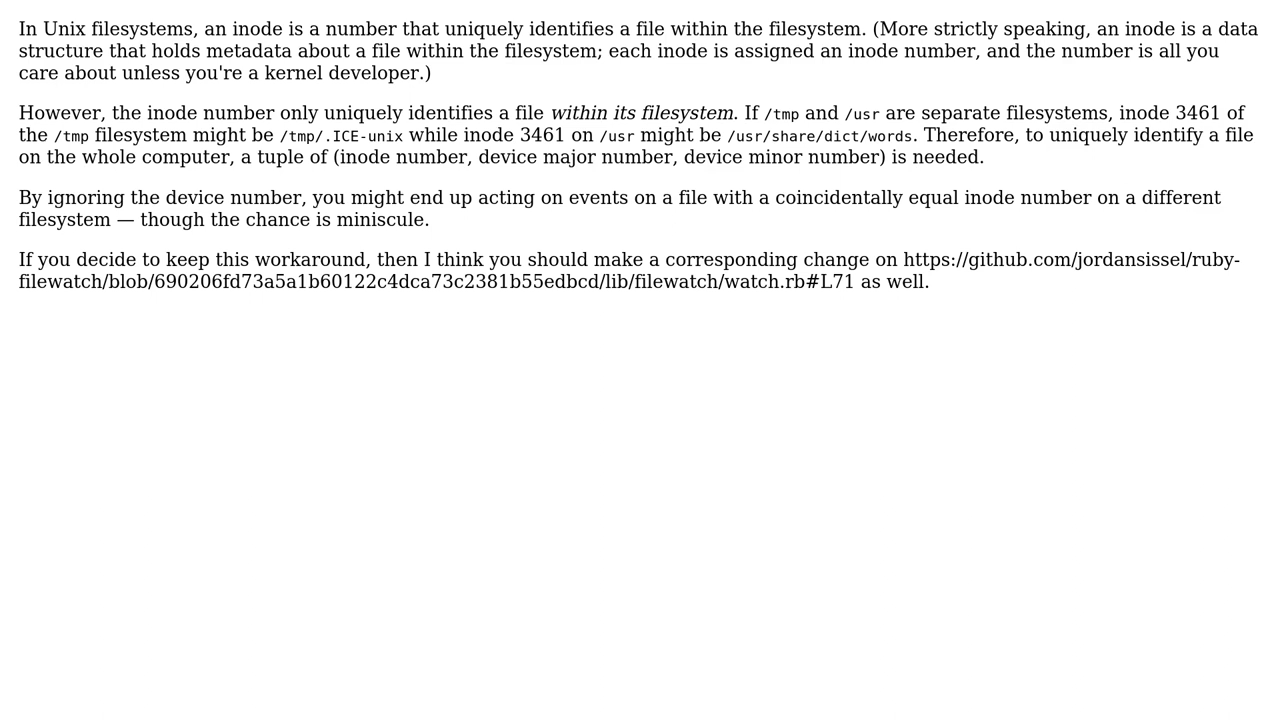 In Unix filesystems, an inode is a number that uniquely identifies a file within the filesystem. (More strictly speaking, an inode is a data
structure that holds metadata about a file within the filesystem; each inode is assigned an inode number, and the number is all you
care about unless you're a kernel developer.)
However, the inode number only uniquely identifies a file within its filesystem. If /tmp and /usr are separate filesystems, inode 3461 of
the /tmp filesystem might be /tmp/.ICE-unix while inode 3461 on /usr might be /usr/share/dict/words. Therefore, to uniquely identify a file
on the whole computer, a tuple of (inode number, device major number, device minor number) is needed.
By ignoring the device number, you might end up acting on events on a file with a coincidentally equal inode number on a different
filesystem — though the chance is miniscule.
If you decide to keep this workaround, then I think you should make a corresponding change on https://github.com/jordansissel/ruby-
filewatch/blob/690206fd73a5a1b60122c4dca73c2381b55edbcd/lib/filewatch/watch.rb#L71 as well.